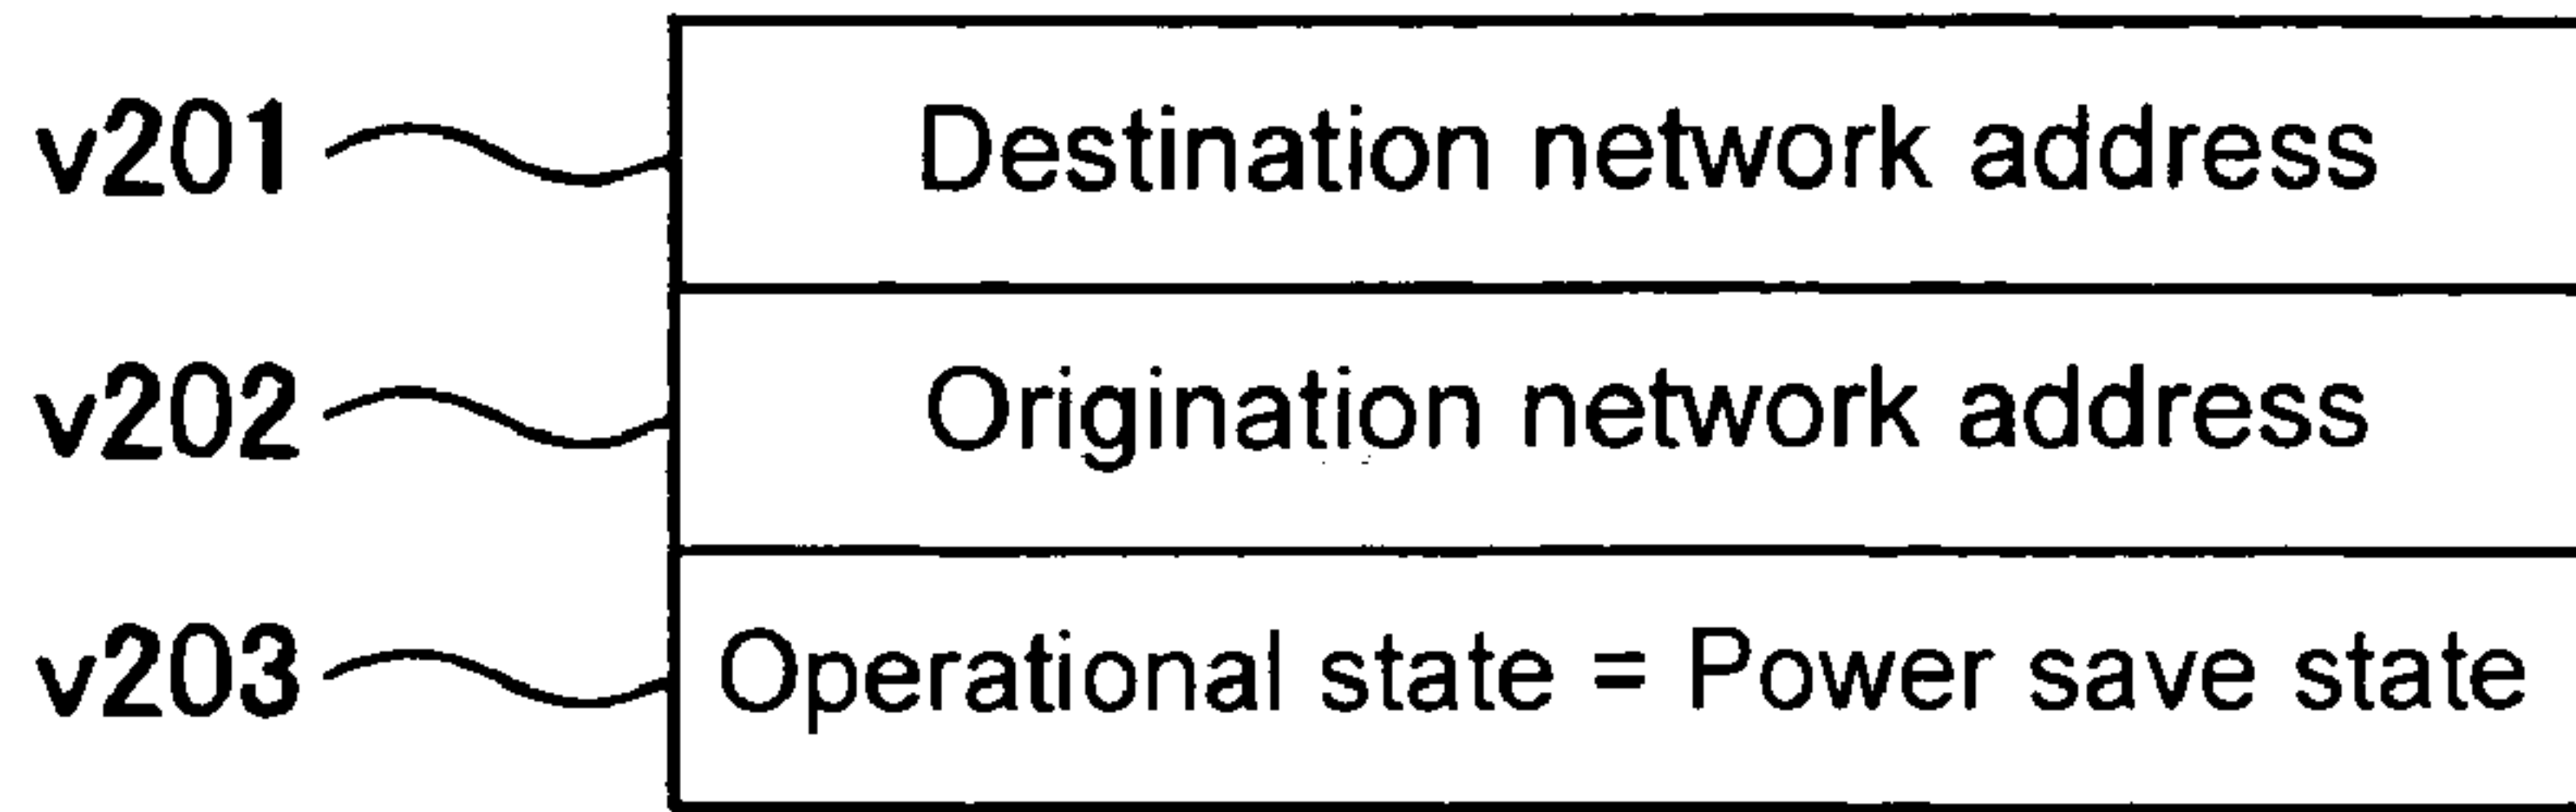 v201 Destination network address
v202 Origination network address
v203 Operational state = Power save state